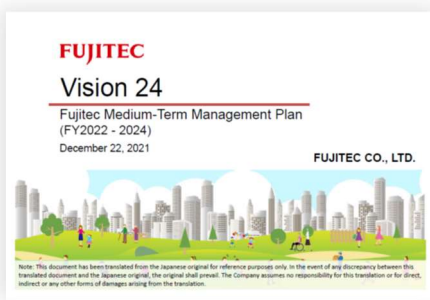 FUJITEC
Vision 24
Fujitec Medium-Term Management Plan
(FY2022 - 2024)
December 22, 2021
FUJITEC CO., LTD.
Note: This document has been translated from the Japanese original for reference purposes only. In the event of any discrepancy between this
translated document and the Japanese original, the original shall prevail. The Company assumes no responsibility for this translation or for direct,
indirect or any other forms of damages arising from the translation.